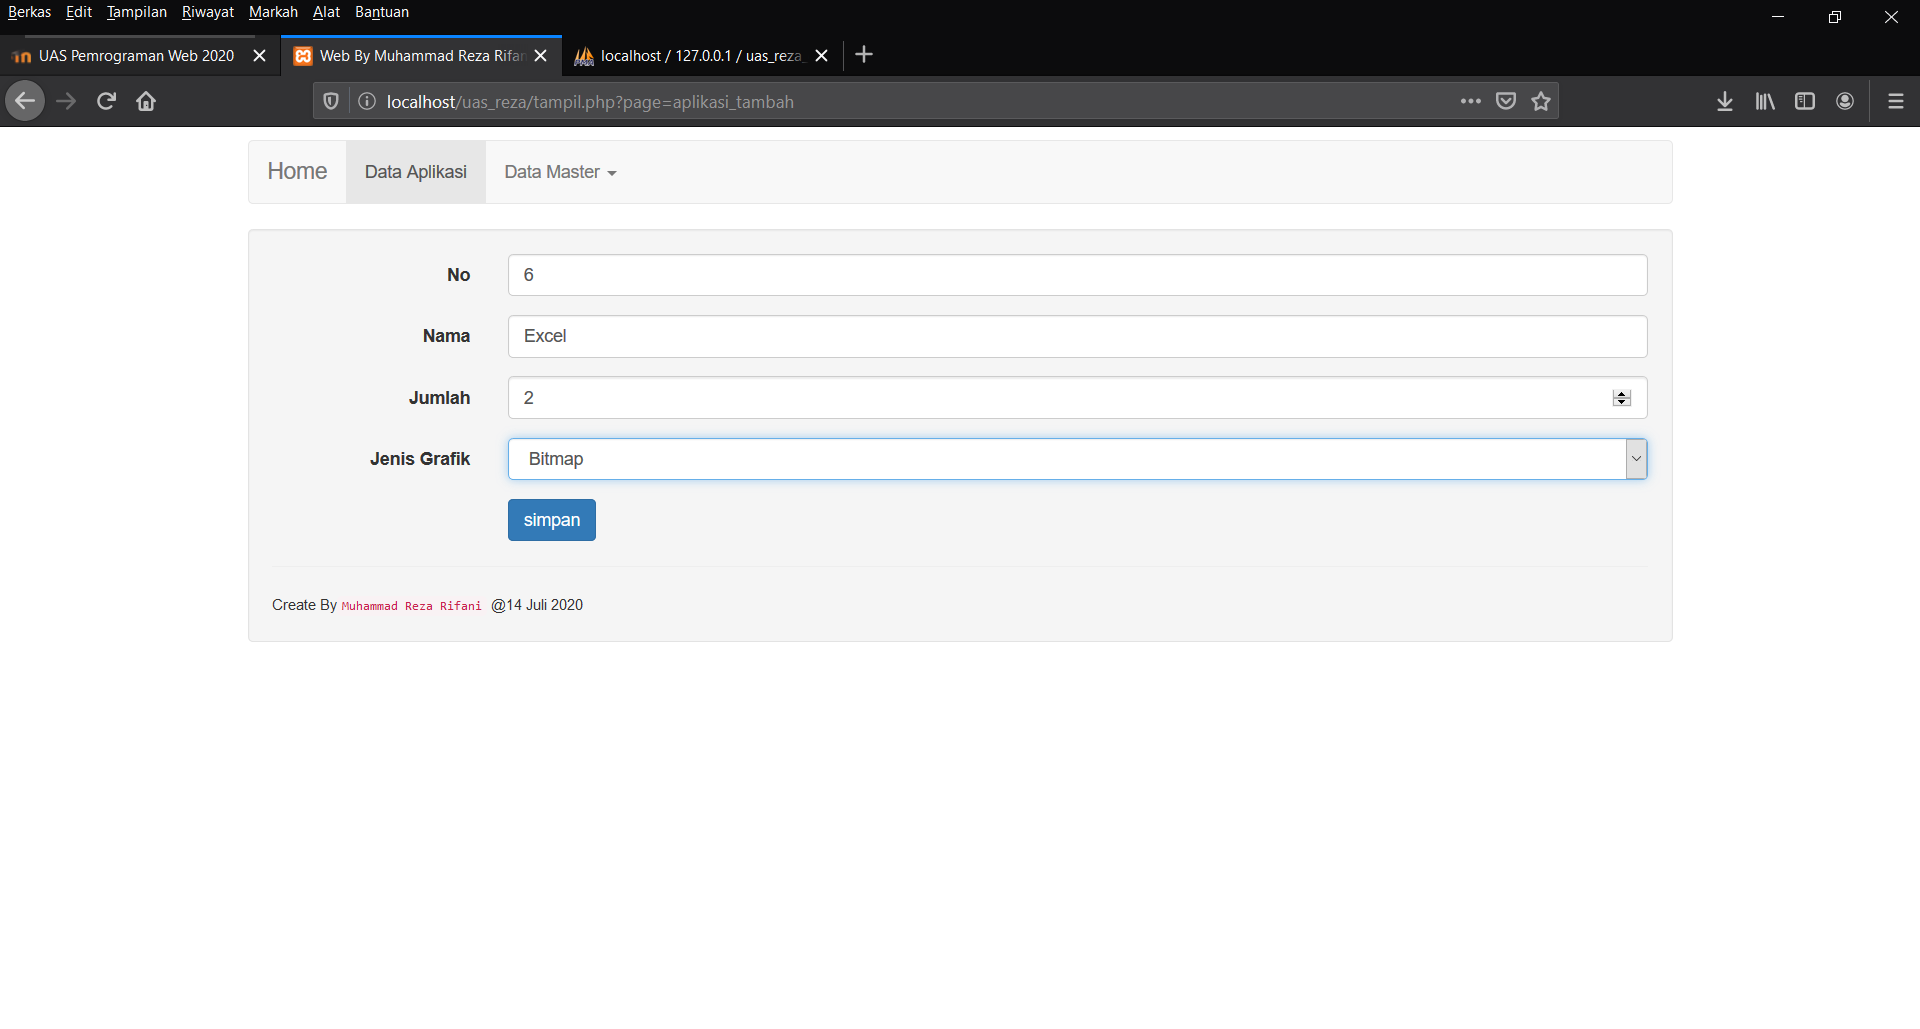 Berkas Edit Tampilan Riwayat Markah Alat Bantuan
UAS Pemrograman Web 2020 Web By Muhammad Reza Rifan localhost / 127.0.0.1 / uas_reza_
localhost/uas_reza/tampil.php?page=aplikasi_tambah
Home Data Aplikasi Data Master
No 6
Nama Excel
Jumlah 2
Jenis Grafik Bitmap
simpan
Create By Muhammad Reza Rifani @14 Juli 2020